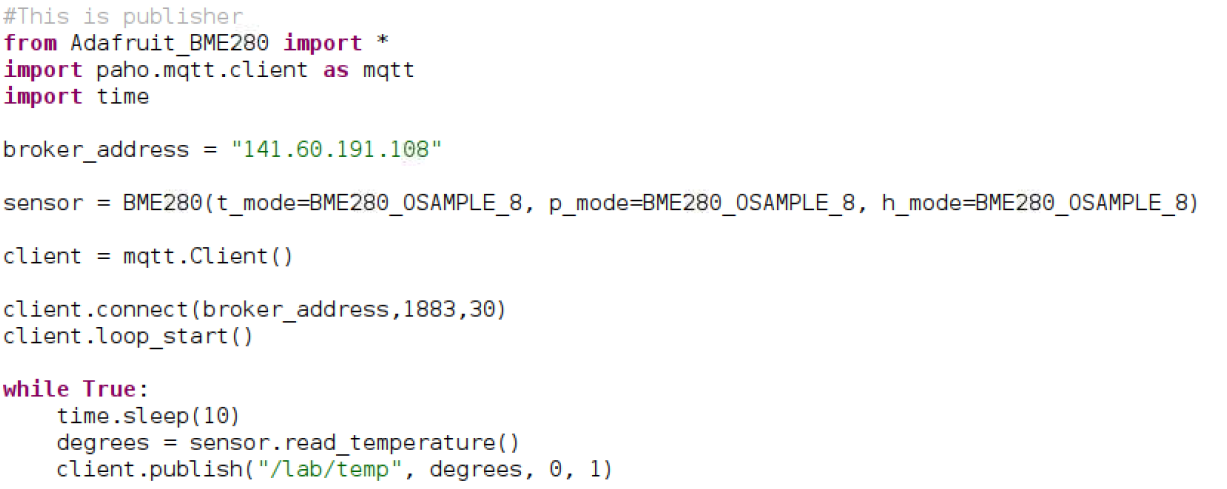 #This is publisher
from Adafruit_BME280 import *
import paho.mqtt.client as mqtt
import time
broker_address = "141.60.191.108"
sensor = BME280(t_mode=BME280_OSAMPLE_8, p_mode=BME280_OSAMPLE_8, h_mode=BME280_OSAMPLE_8)
client = mqtt.Client()
client.connect(broker_address,1883,30)
client.loop_start()
while True:
    time.sleep(10)
    degrees = sensor.read_temperature()
    client.publish("/lab/temp", degrees, 0, 1)